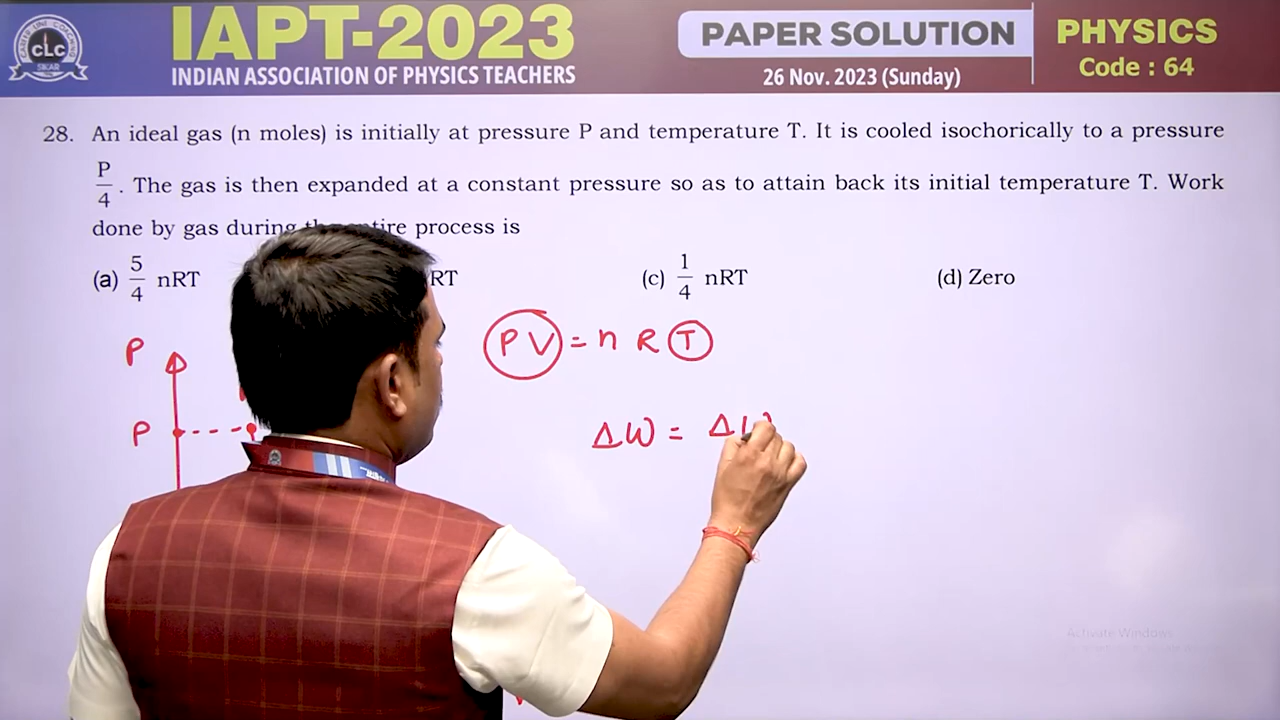 CLC
SIKAR
IAPT-2023
INDIAN ASSOCIATION OF PHYSICS TEACHERS
PAPER SOLUTION
26 Nov. 2023 (Sunday)
PHYSICS
Code : 64
28. An ideal gas (n moles) is initially at pressure P and temperature T. It is cooled isochorically to a pressure
P/4. The gas is then expanded at a constant pressure so as to attain back its initial temperature T. Work
done by gas during entire process is
(a) 5/4 nRT RT (c) 1/4 nRT (d) Zero
P
PV = n R T
P
ΔW = Δ
Activate Windows